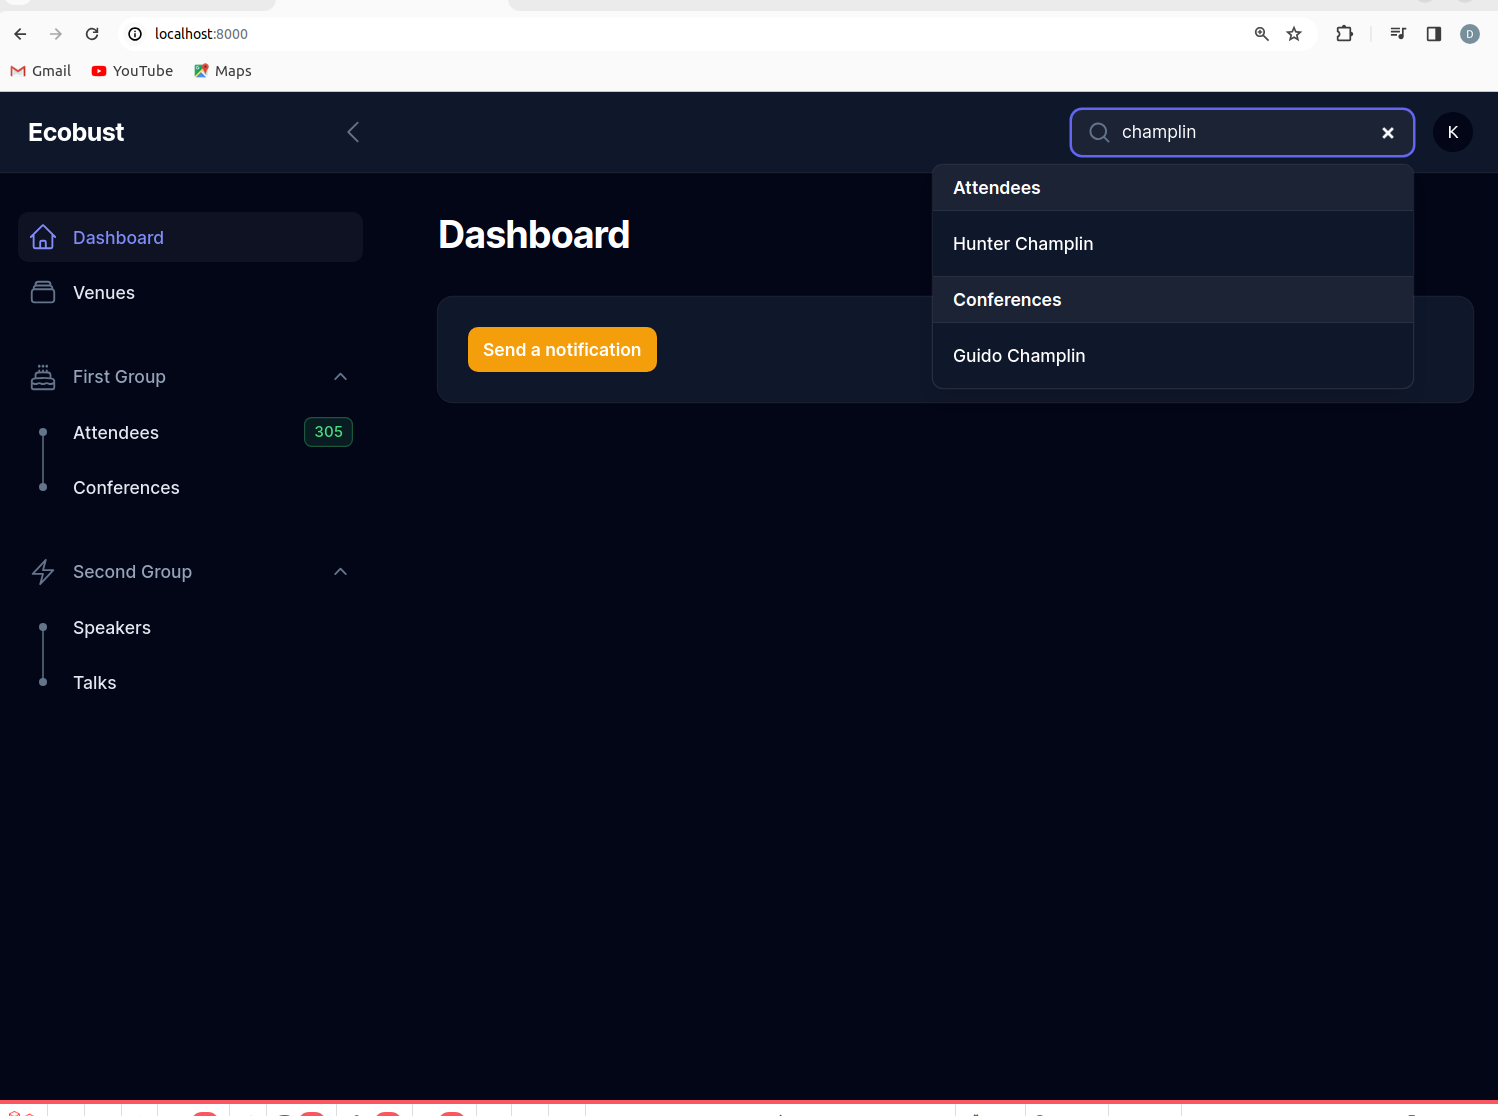 localhost:8000
D
Gmail YouTube Maps
Ecobust
champlin
K
Attendees
Hunter Champlin
Conferences
Guido Champlin
Dashboard
Venues
First Group
Attendees 305
Conferences
Second Group
Speakers
Talks
Dashboard
Send a notification